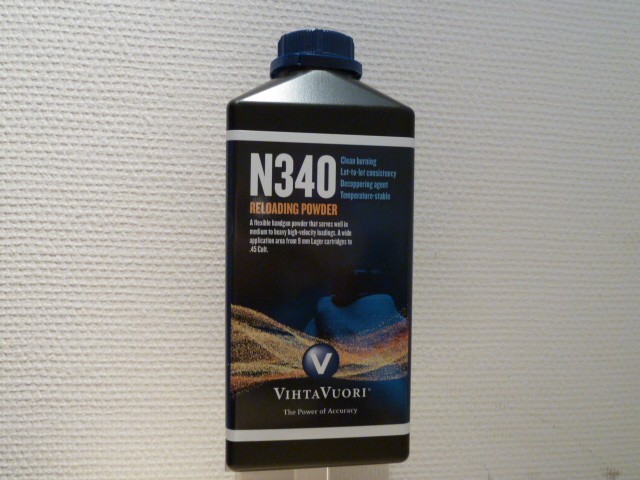 N340
Clean burning
Lot-to-lot consistency
Decoppering agent
Temperature-stable
RELOADING POWDER
A flexible handgun powder that serves well in
medium to heavy high-velocity loadings. A wide
application area from 9 mm Luger cartridges to
.45 Colt.
V
VIHTAVUORI®
The Power of Accuracy